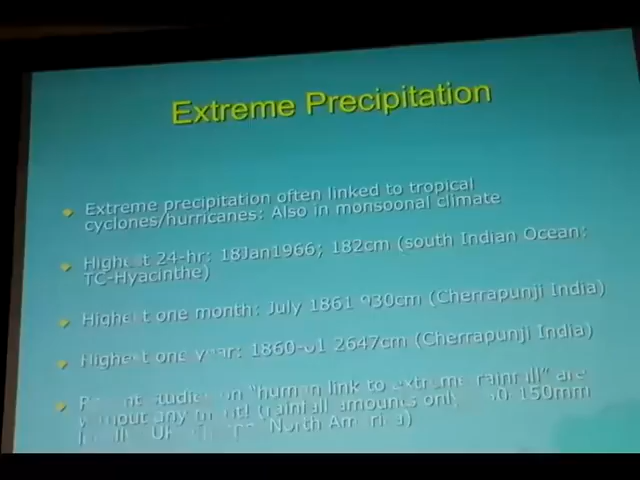 Extreme Precipitation
Extreme precipitation often linked to tropical
cyclones/hurricanes: Also in monsoonal climate
Highest 24-hr: 18Jan1966; 182cm (south Indian Ocean:
TC-Hyacinthe)
Highest one month: July 1861 930cm (Cherrapunji India)
Highest one year: 1860-61 2647cm (Cherrapunji India)
Recent studies on "human link to extreme rainfall" are
without any merit! (rainfall amounts only 150mm
North America)